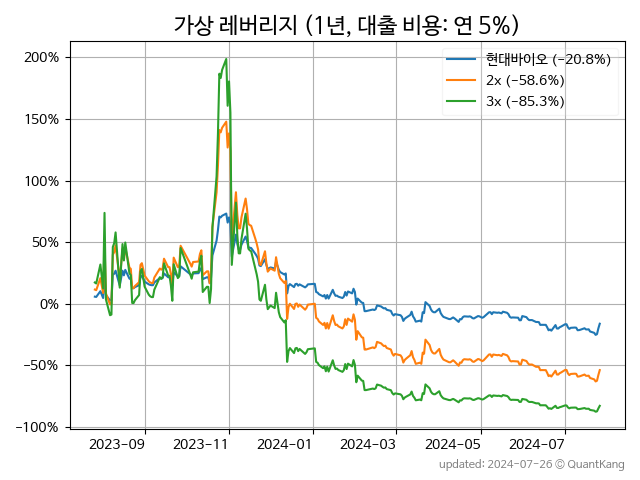 가상 레버리지 (1년, 대출 비용: 연 5%)
200%
150%
100%
50%
0%
−50%
−100%
현대바이오 (−20.8%)
2x (−58.6%)
3x (−85.3%)
2023-09
2023-11
2024-01
2024-03
2024-05
2024-07
updated: 2024-07-26 © QuantKang